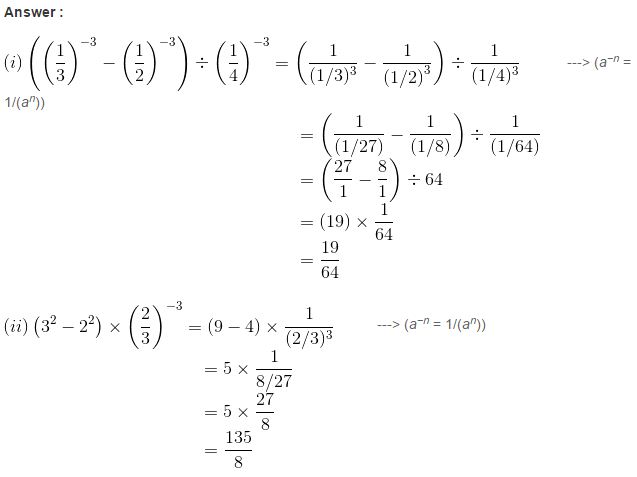 Answer :
(i) ((1/3)^−3 − (1/2)^−3) ÷ (1/4)^−3 = (1/(1/3)^3 − 1/(1/2)^3) ÷ 1/(1/4)^3 ---> (a^−n =
1/(a^n))
= (1/(1/27) − 1/(1/8)) ÷ 1/(1/64)
= (27/1 − 8/1) ÷ 64
= (19) × 1/64
= 19/64
(ii) (3^2 − 2^2) × (2/3)^−3 = (9 − 4) × 1/(2/3)^3 ---> (a^−n = 1/(a^n))
= 5 × 1/8/27
= 5 × 27/8
= 135/8